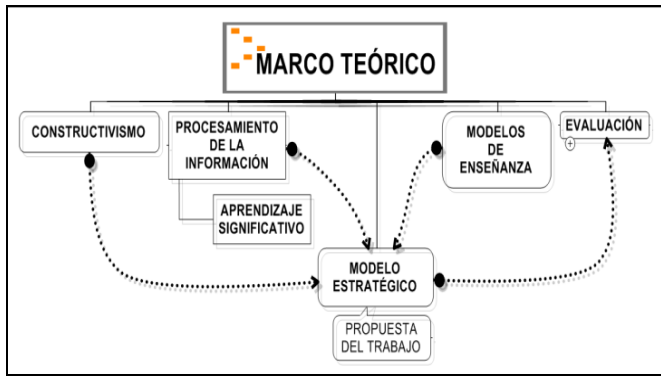 MARCO TEÓRICO
CONSTRUCTIVISMO
PROCESAMIENTO
DE LA
INFORMACIÓN
MODELOS
DE
ENSEÑANZA
EVALUACIÓN
APRENDIZAJE
SIGNIFICATIVO
MODELO
ESTRATÉGICO
PROPUESTA
DEL TRABAJO